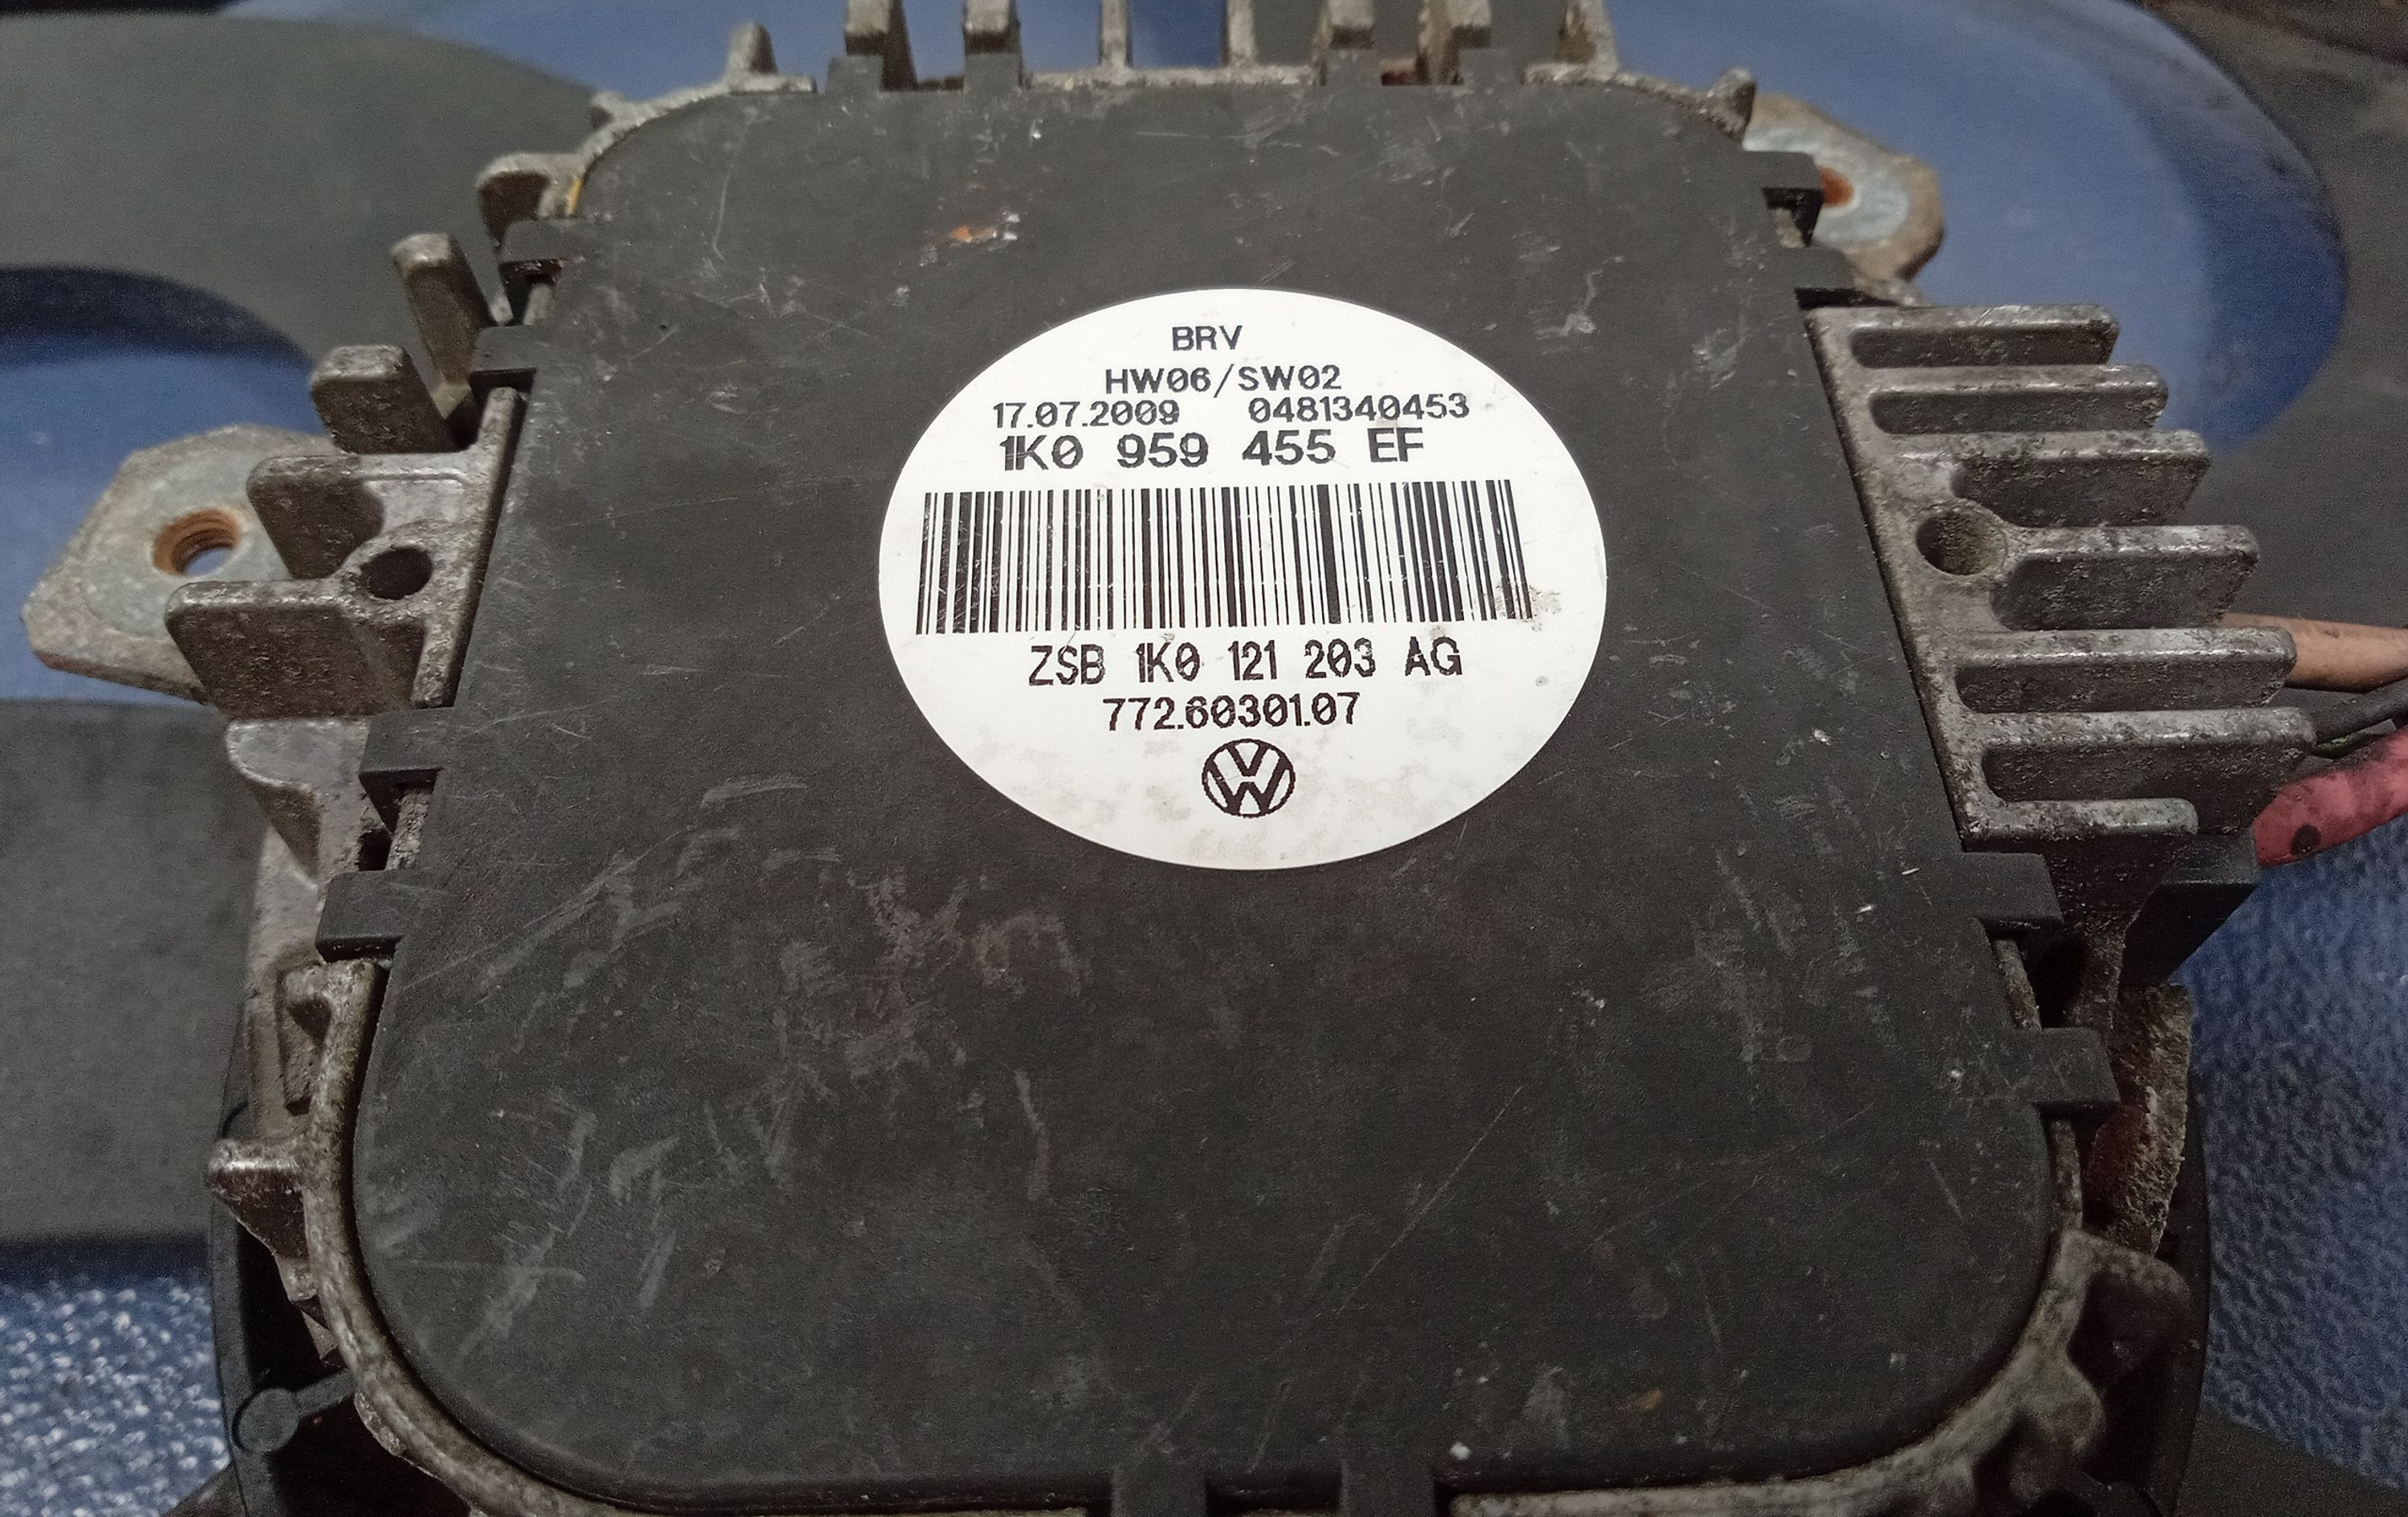 BRV
HW06/SW02
17.07.2009 0481340453
1K0 959 455 EF
ZSB 1K0 121 203 AG
772.60301.07
VW